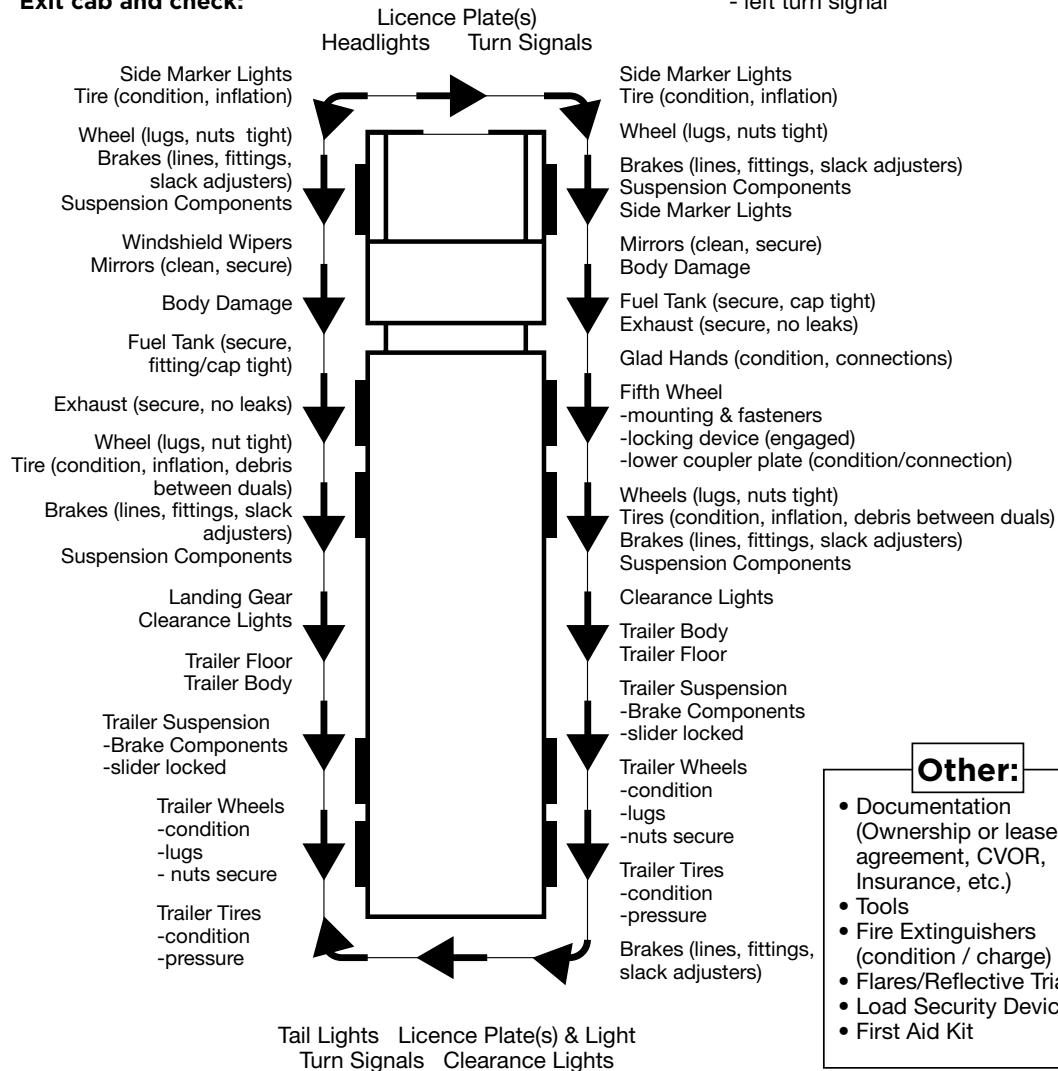 Exit cab and check:
- left turn signal
Licence Plate(s)
Headlights Turn Signals
Side Marker Lights
Tire (condition, inflation)
Wheel (lugs, nuts tight)
Brakes (lines, fittings,
slack adjusters)
Suspension Components
Windshield Wipers
Mirrors (clean, secure)
Body Damage
Fuel Tank (secure,
fitting/cap tight)
Exhaust (secure, no leaks)
Wheel (lugs, nut tight)
Tire (condition, inflation, debris
between duals)
Brakes (lines, fittings, slack
adjusters)
Suspension Components
Landing Gear
Clearance Lights
Trailer Floor
Trailer Body
Trailer Suspension
-Brake Components
-slider locked
Trailer Wheels
-condition
-lugs
- nuts secure
Trailer Tires
-condition
-pressure
Side Marker Lights
Tire (condition, inflation)
Wheel (lugs, nuts tight)
Brakes (lines, fittings, slack adjusters)
Suspension Components
Side Marker Lights
Mirrors (clean, secure)
Body Damage
Fuel Tank (secure, cap tight)
Exhaust (secure, no leaks)
Glad Hands (condition, connections)
Fifth Wheel
-mounting & fasteners
-locking device (engaged)
-lower coupler plate (condition/connection)
Wheels (lugs, nuts tight)
Tires (condition, inflation, debris between duals)
Brakes (lines, fittings, slack adjusters)
Suspension Components
Clearance Lights
Trailer Body
Trailer Floor
Trailer Suspension
-Brake Components
-slider locked
Trailer Wheels
-condition
-lugs
-nuts secure
Trailer Tires
-condition
-pressure
Brakes (lines, fittings,
slack adjusters)
Other:
• Documentation
(Ownership or lease
agreement, CVOR,
Insurance, etc.)
• Tools
• Fire Extinguishers
(condition / charge)
• Flares/Reflective
• Load Security
• First Aid Kit
Tail Lights Licence Plate(s) & Light
Turn Signals Clearance Lights